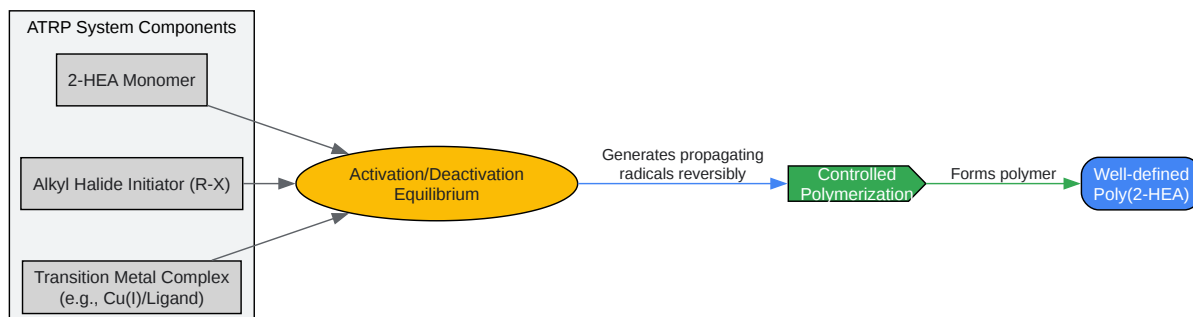 ATRP System Components
2-HEA Monomer
Alkyl Halide Initiator (R-X)
Transition Metal Complex
(e.g., Cu(I)/Ligand)
Activation/Deactivation
Equilibrium
Generates propagating
radicals reversibly
Controlled
Polymerization
Forms polymer
Well-defined
Poly(2-HEA)